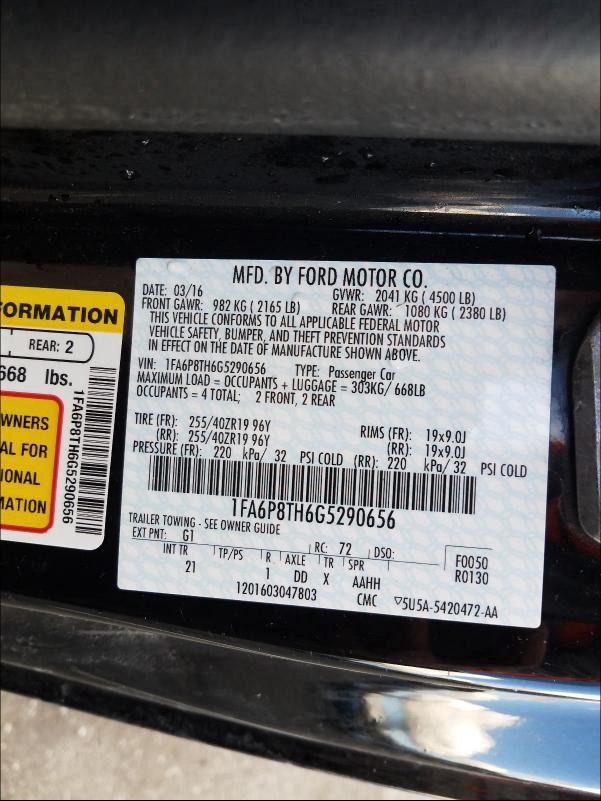 MFD. BY FORD MOTOR CO.
DATE: 03/16 GVWR: 2041 KG ( 4500 LB)
FRONT GAWR: 982 KG ( 2165 LB) REAR GAWR: 1080 KG ( 2380 LB)
THIS VEHICLE CONFORMS TO ALL APPLICABLE FEDERAL MOTOR
VEHICLE SAFETY, BUMPER, AND THEFT PREVENTION STANDARDS
IN EFFECT ON THE DATE OF MANUFACTURE SHOWN ABOVE.
VIN: 1FA6P8TH6G5290656 TYPE: Passenger Car
MAXIMUM LOAD = OCCUPANTS + LUGGAGE = 303KG/ 668LB
OCCUPANTS = 4 TOTAL: 2 FRONT, 2 REAR
TIRE (FR): 255/40ZR19 96Y RIMS (FR): 19x9.0J
(RR): 255/40ZR19 96Y (RR): 19x9.0J
PRESSURE (FR): 220 kPa/ 32 PSI COLD (RR): 220 kPa/ 32 PSI COLD
1FA6P8TH6G5290656
TRAILER TOWING - SEE OWNER GUIDE
EXT PNT: G1 RC: 72 DSO: F0050
INT TR TP/PS R AXLE TR SPR R0130
21 1 DD X AAHH
1201603047803 CMC ▽5U5A-5420472-AA
FORMATION
REAR: 2
668 lbs.
WNERS
AL FOR
IONAL
MATION
1FA6P8TH6G5290656